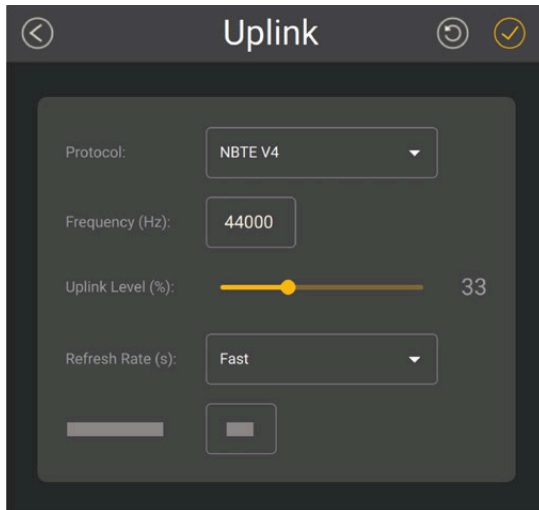 Uplink
Protocol: NBTE V4
Frequency (Hz): 44000
Uplink Level (%): 33
Refresh Rate (s): Fast